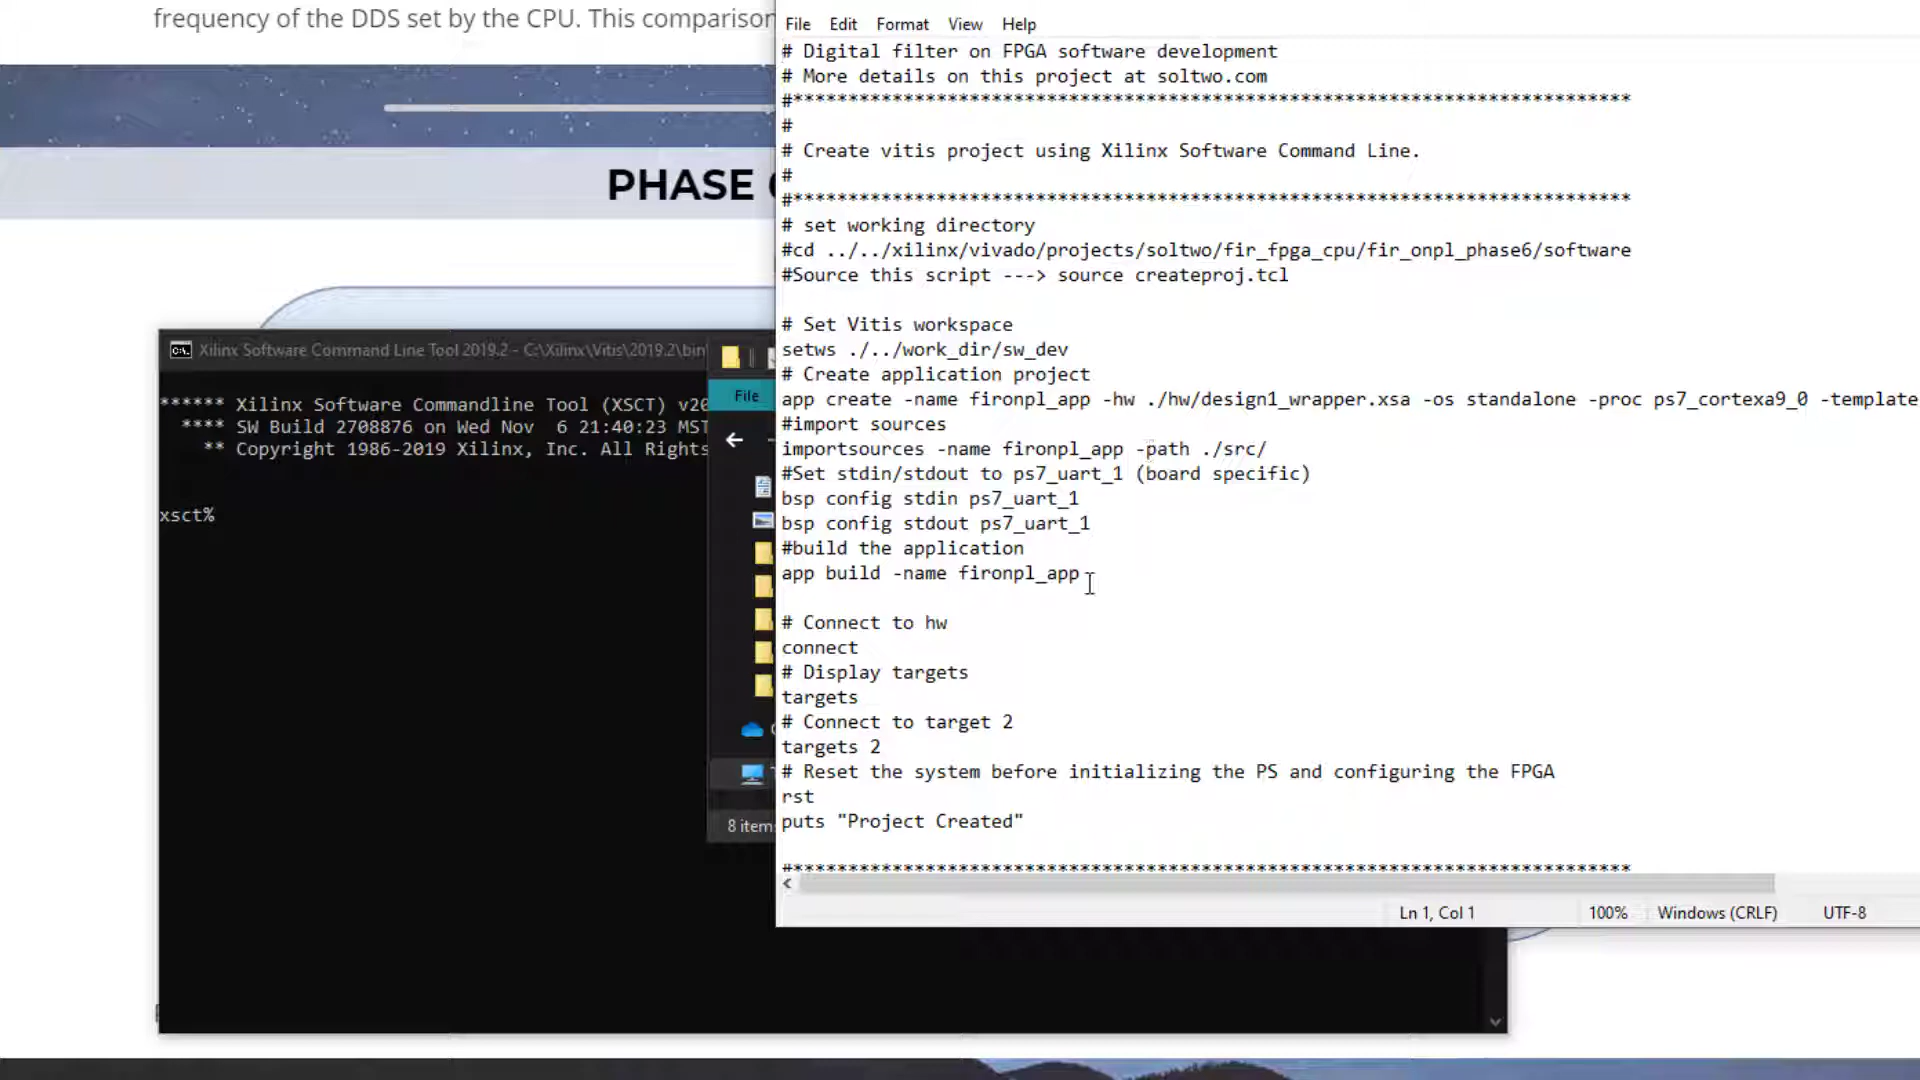 frequency of the DDS set by the CPU. This comparison
PHASE
Xilinx Software Command Line Tool 2019.2 - C:\Xilinx\Vitis\2019.2\bin
****** Xilinx Software Commandline Tool (XSCT) v20
**** SW Build 2708876 on Wed Nov  6 21:40:23 MST
** Copyright 1986-2019 Xilinx, Inc. All Rights
xsct%
File
8 item
File Edit Format View Help
# Digital filter on FPGA software development
# More details on this project at soltwo.com
#****************************************************************************
#
# Create vitis project using Xilinx Software Command Line.
#
#****************************************************************************
# set working directory
#cd ../../xilinx/vivado/projects/soltwo/fir_fpga_cpu/fir_onpl_phase6/software
#Source this script ---> source createproj.tcl
# Set Vitis workspace
setws ./../work_dir/sw_dev
# Create application project
app create -name fironpl_app -hw ./hw/design1_wrapper.xsa -os standalone -proc ps7_cortexa9_0 -template
#import sources
importsources -name fironpl_app -path ./src/
#Set stdin/stdout to ps7_uart_1 (board specific)
bsp config stdin ps7_uart_1
bsp config stdout ps7_uart_1
#build the application
app build -name fironpl_app
# Connect to hw
connect
# Display targets
targets
# Connect to target 2
targets 2
# Reset the system before initializing the PS and configuring the FPGA
rst
puts "Project Created"
#****************************************************************************
Ln 1, Col 1 100% Windows (CRLF) UTF-8